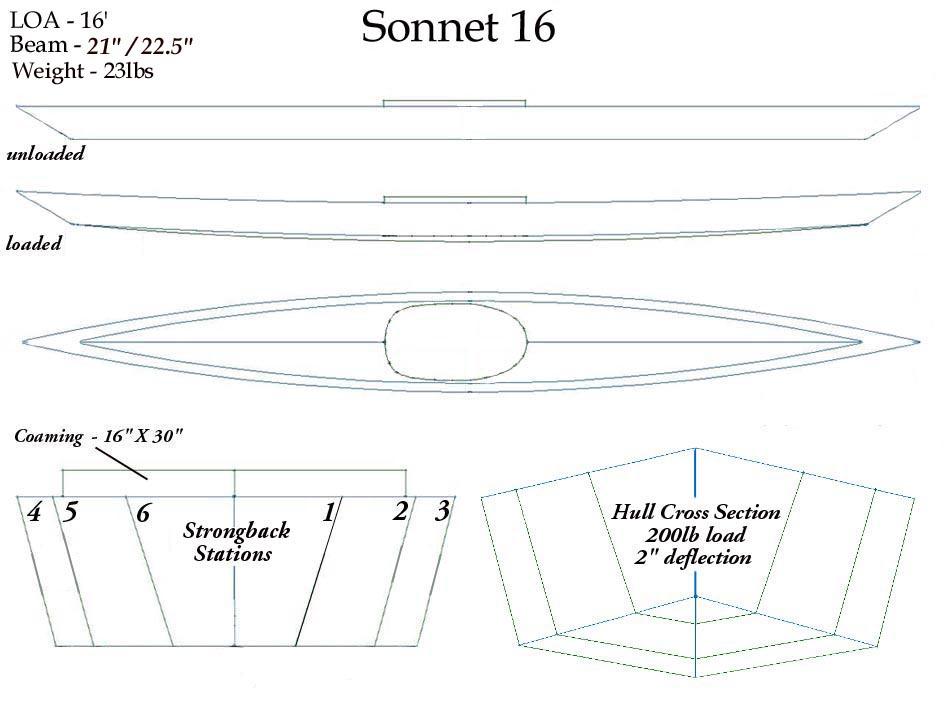 LOA - 16'
Sonnet 16
Beam - 21" / 22.5"
Weight - 23lbs
unloaded
loaded
Coaming - 16" X 30"
4 5 6 1 2 3
Strongback
Stations
Hull Cross Section
200lb load
2" deflection